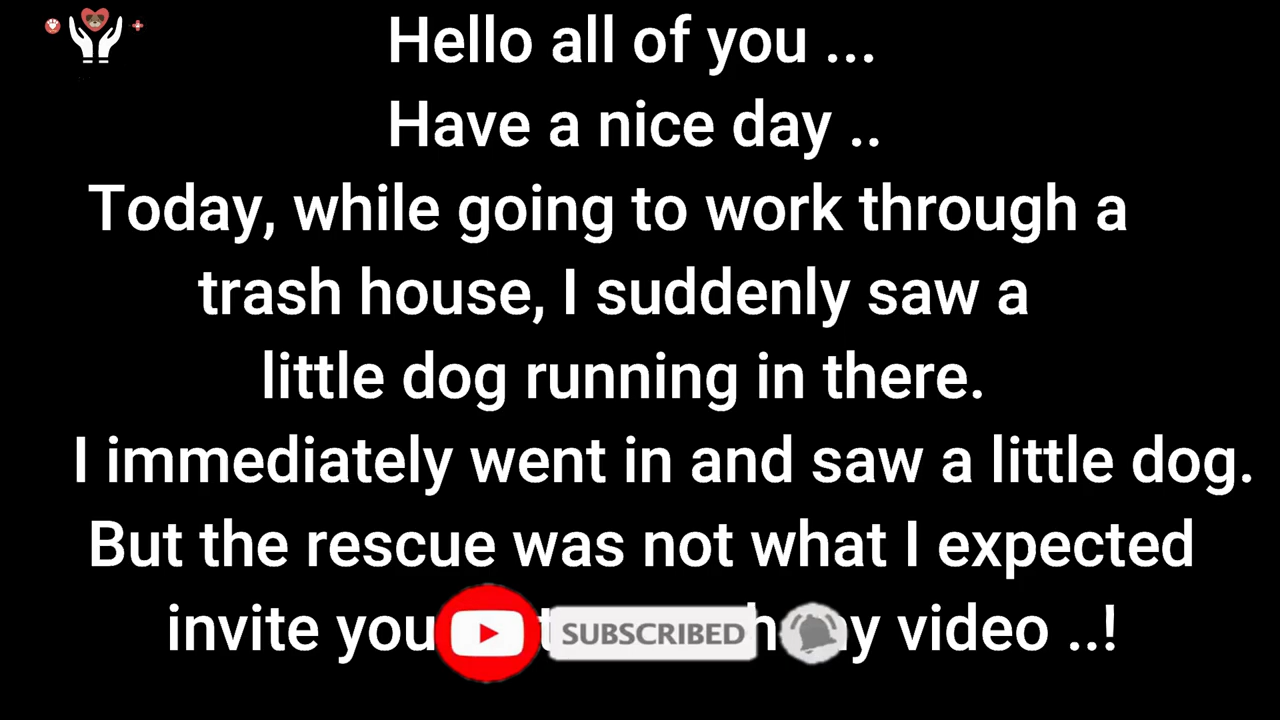 Hello all of you ...
Have a nice day ..
Today, while going to work through a
trash house, I suddenly saw a
little dog running in there.
I immediately went in and saw a little dog.
But the rescue was not what I expected
invite you SUBSCRIBED video ..!